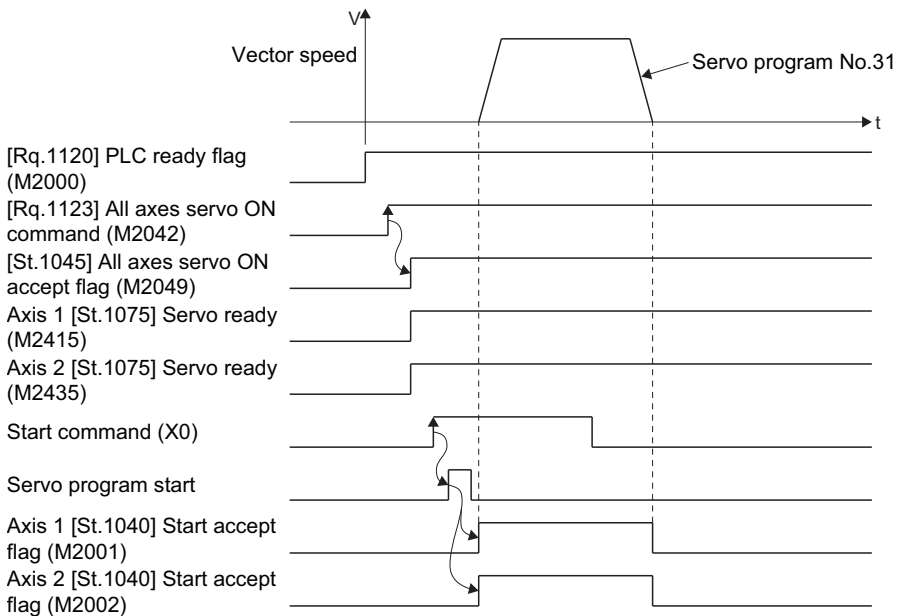 V
Vector speed
Servo program No.31
t
[Rq.1120] PLC ready flag
(M2000)
[Rq.1123] All axes servo ON
command (M2042)
[St.1045] All axes servo ON
accept flag (M2049)
Axis 1 [St.1075] Servo ready
(M2415)
Axis 2 [St.1075] Servo ready
(M2435)
Start command (X0)
Servo program start
Axis 1 [St.1040] Start accept
flag (M2001)
Axis 2 [St.1040] Start accept
flag (M2002)